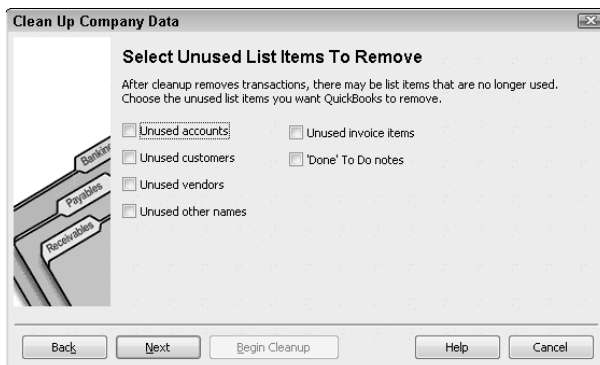 Clean Up Company Data
Select Unused List Items To Remove
After cleanup removes transactions, there may be list items that are no longer used.
Choose the unused list items you want QuickBooks to remove.
Unused accounts
Unused invoice items
Unused customers
'Done' To Do notes
Unused vendors
Unused other names
Banking
Payables
Receivables
Back
Next
Begin Cleanup
Help
Cancel